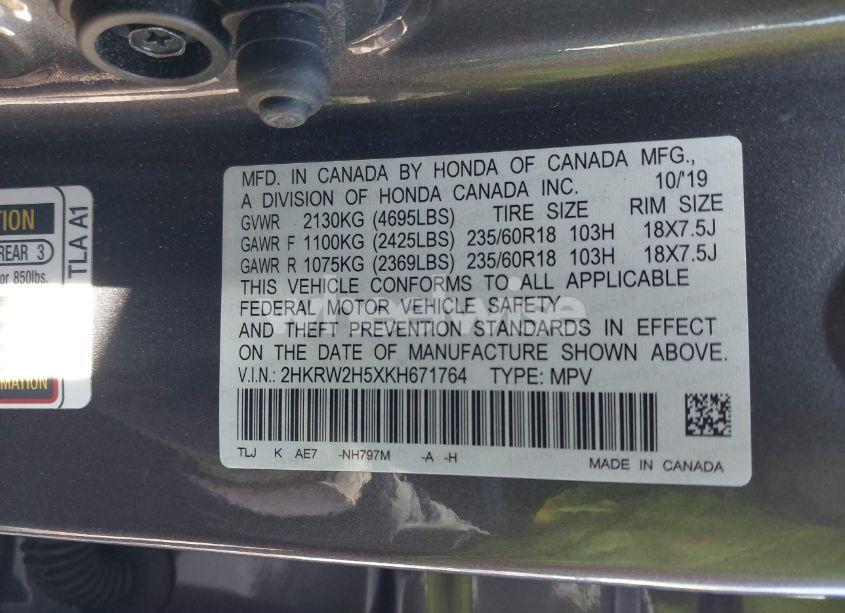 MFD. IN CANADA BY HONDA OF CANADA MFG.,
A DIVISION OF HONDA CANADA INC. 10/'19
GVWR 2130KG (4695LBS) TIRE SIZE RIM SIZE
GAWR F 1100KG (2425LBS) 235/60R18 103H 18X7.5J
GAWR R 1075KG (2369LBS) 235/60R18 103H 18X7.5J
THIS VEHICLE CONFORMS TO ALL APPLICABLE
FEDERAL MOTOR VEHICLE SAFETY
AND THEFT PREVENTION STANDARDS IN EFFECT
ON THE DATE OF MANUFACTURE SHOWN ABOVE.
V.I.N.: 2HKRW2H5XKH671764 TYPE: MPV
TLJ K AE7 -NH797M -A -H
MADE IN CANADA
TION
REAR 3
or 850lbs.
TLA A1
MATION
wheelwise